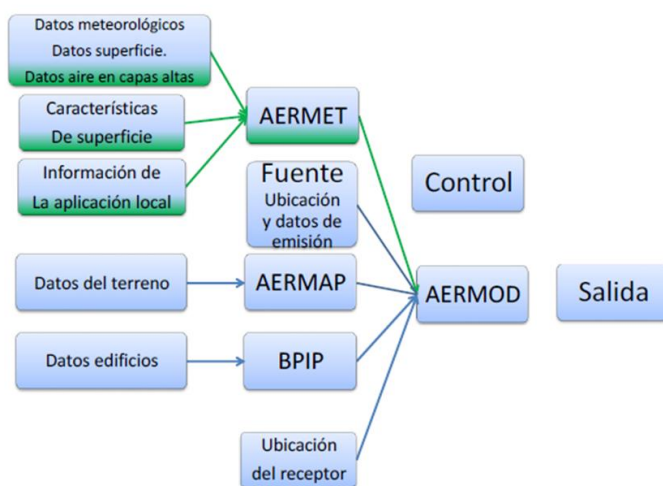 Datos meteorológicos
Datos superficie.
Datos aire en capas altas
Características
De superficie
Información de
La aplicación local
AERMET
Fuente
Ubicación
y datos de
emisión
Control
Datos del terreno
AERMAP
AERMOD
Salida
Datos edificios
BPIP
Ubicación
del receptor